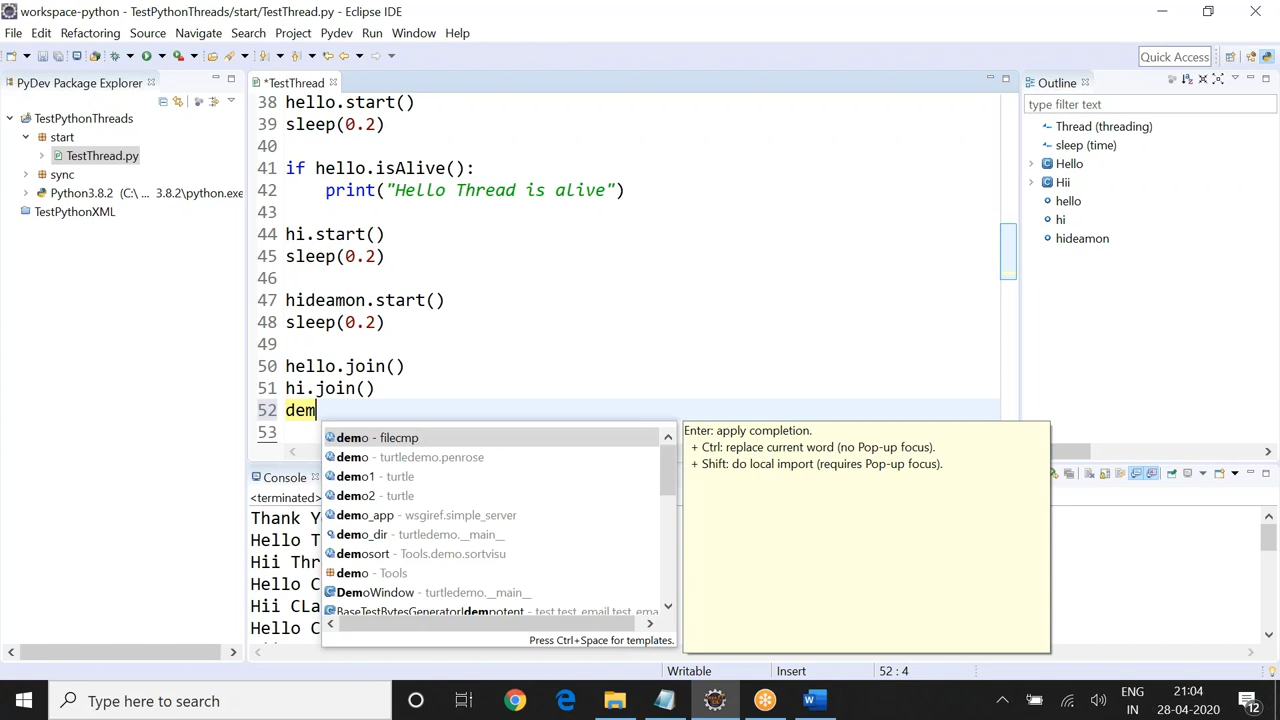 workspace-python - TestPythonThreads/start/TestThread.py - Eclipse IDE
File Edit Refactoring Source Navigate Search Project Pydev Run Window Help
Quick Access
PyDev Package Explorer
TestPythonThreads
start
TestThread.py
sync
Python3.8.2 (C:\ ... 3.8.2\python.exe
TestPythonXML
*TestThread
38 hello.start()
39 sleep(0.2)
40
41 if hello.isAlive():
42 print("Hello Thread is alive")
43
44 hi.start()
45 sleep(0.2)
46
47 hideamon.start()
48 sleep(0.2)
49
50 hello.join()
51 hi.join()
52 dem
53
demo - filecmp
demo - turtledemo.penrose
demo1 - turtle
demo2 - turtle
demo_app - wsgiref.simple_server
demo_dir - turtledemo.__main__
demosort - Tools.demo.sortvisu
demo - Tools
DemoWindow - turtledemo.__main__
BaseTestBytesGeneratorIdempotent - test.test_email.test_ema
Press Ctrl+Space for templates.
Enter: apply completion.
+ Ctrl: replace current word (no Pop-up focus).
+ Shift: do local import (requires Pop-up focus).
Outline
type filter text
Thread (threading)
sleep (time)
Hello
Hii
hello
hi
hideamon
Console
<terminated>
Thank Y
Hello T
Hii Thr
Hello C
Hii CLa
Hello C
Writable Insert 52 : 4
Type here to search
ENG
IN
21:04
28-04-2020
12